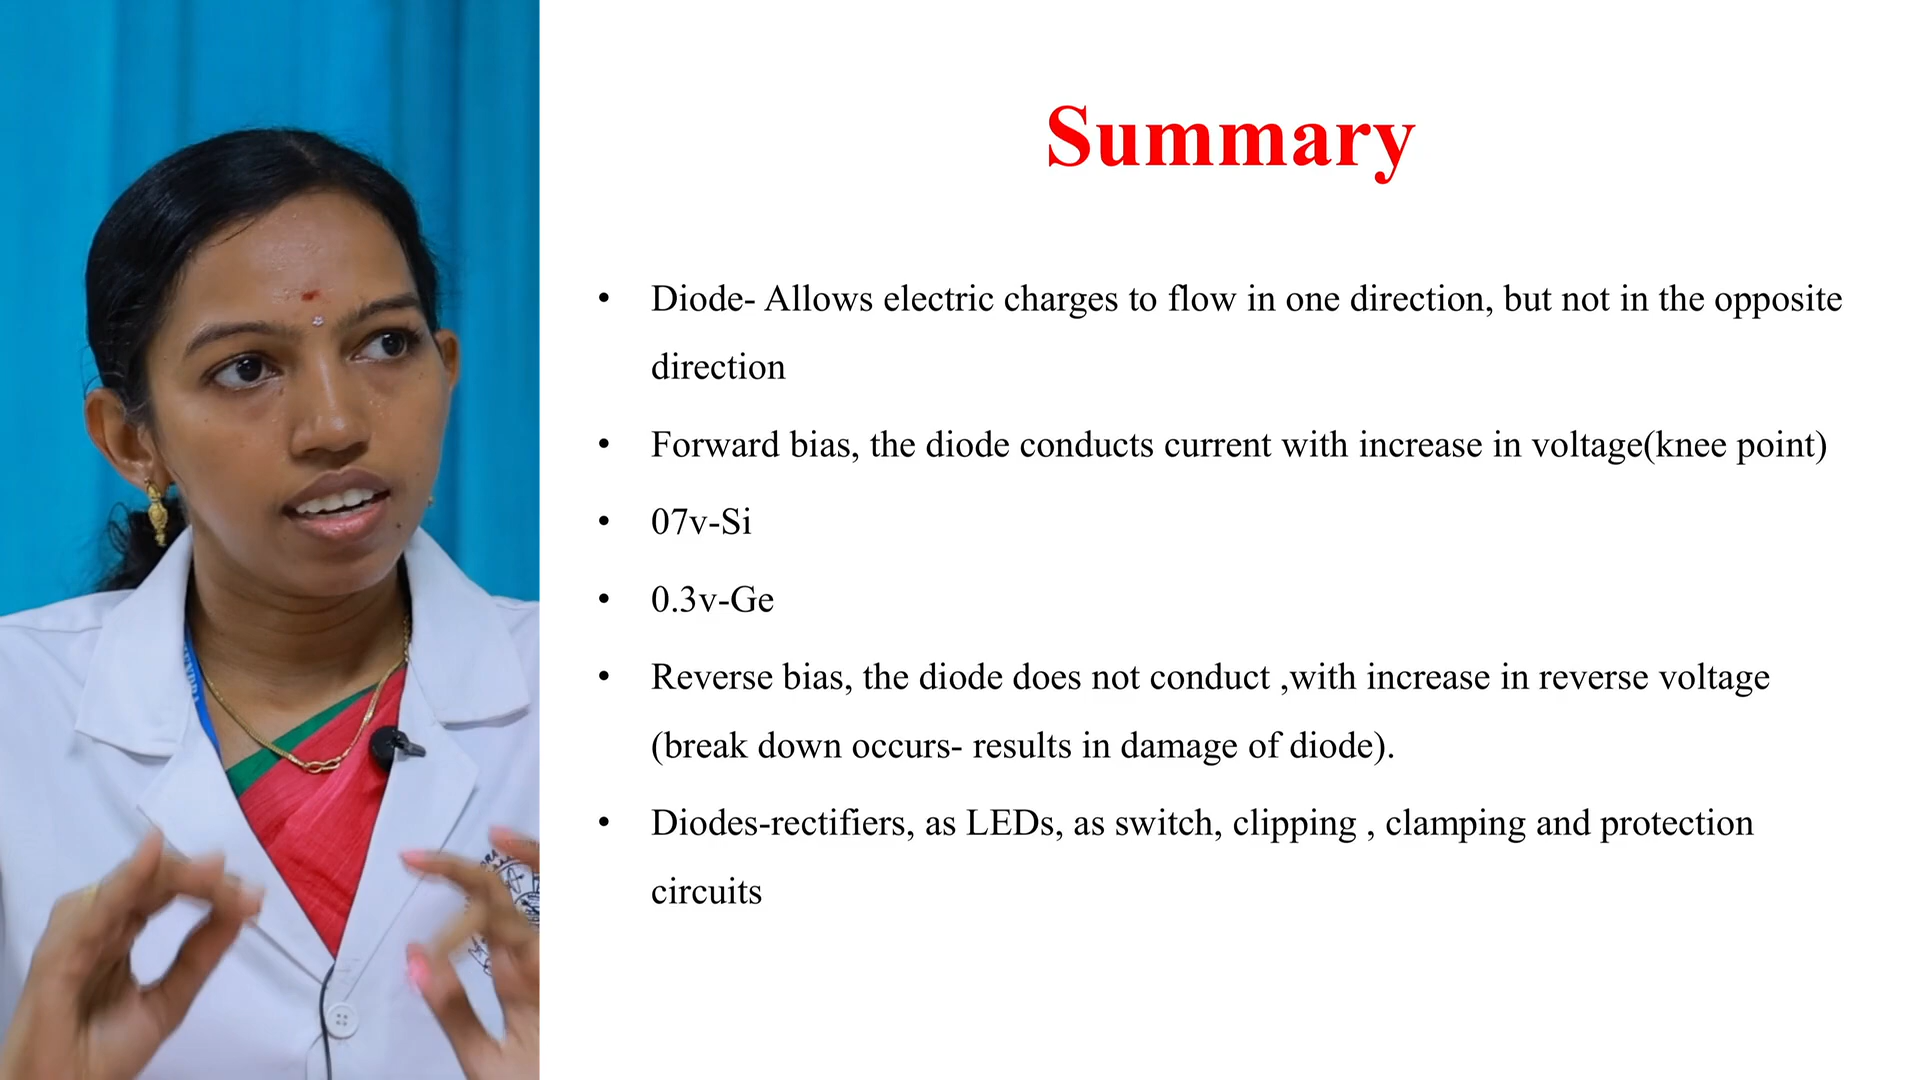 Summary
• Diode- Allows electric charges to flow in one direction, but not in the opposite
direction
• Forward bias, the diode conducts current with increase in voltage(knee point)
• 07v-Si
• 0.3v-Ge
• Reverse bias, the diode does not conduct ,with increase in reverse voltage
(break down occurs- results in damage of diode).
• Diodes-rectifiers, as LEDs, as switch, clipping , clamping and protection
circuits